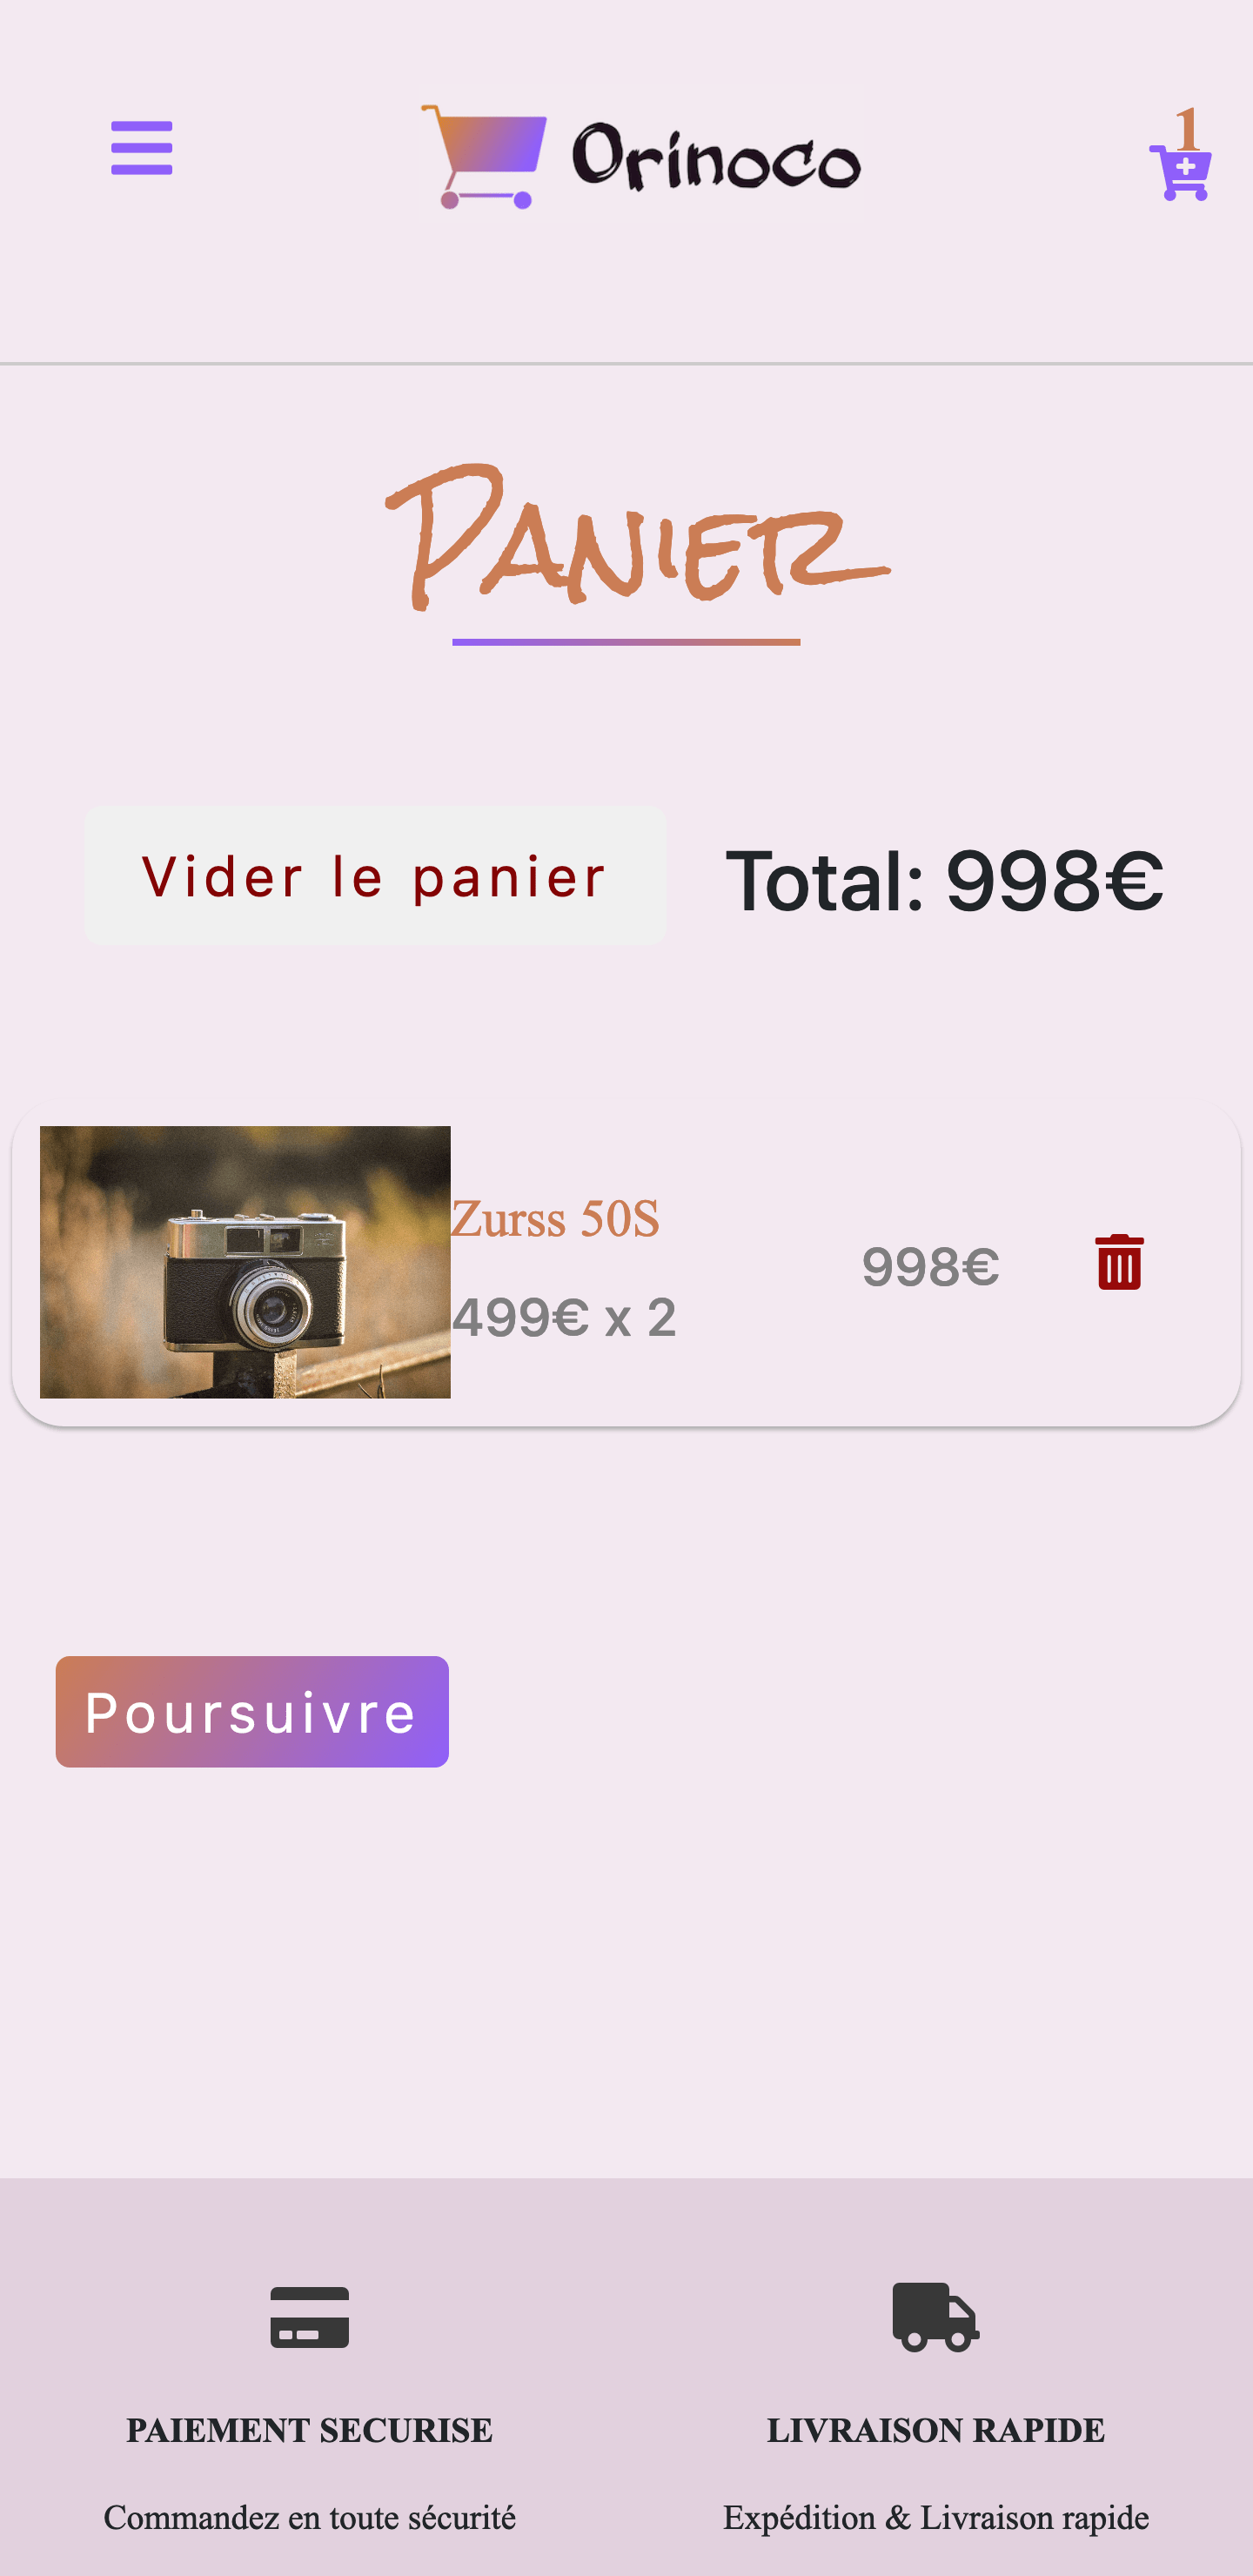 1
Orinoco
Panier
Vider le panier
Total: 998€
Zurss 50S
499€ x 2
998€
Poursuivre
PAIEMENT SECURISE
Commandez en toute sécurité
LIVRAISON RAPIDE
Expédition & Livraison rapide